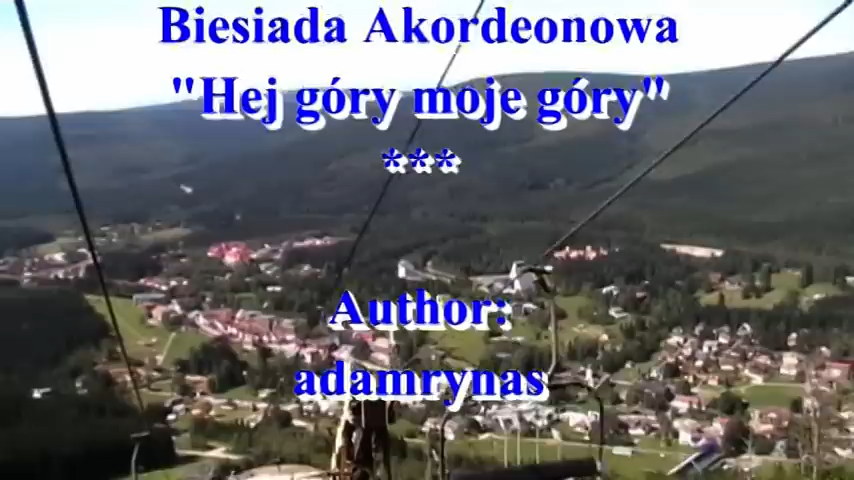 Biesiada Akordeonowa
"Hej góry moje góry"
***
Author:
adamrynas